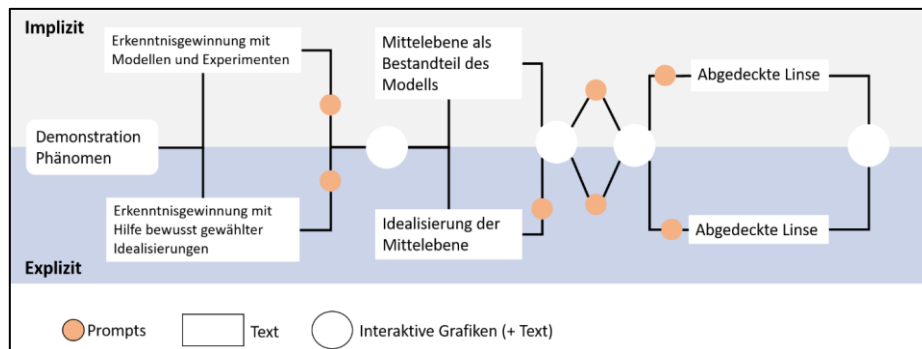 Implizit
Erkenntnisgewinnung mit
Modellen und Experimenten
Mittelebene als
Bestandteil des
Modells
Abgedeckte Linse
Demonstration
Phänomen
Erkenntnisgewinnung mit
Hilfe bewusst gewählter
Idealisierungen
Idealisierung der
Mittelebene
Abgedeckte Linse
Explizit
Prompts
Text
Interaktive Grafiken (+ Text)